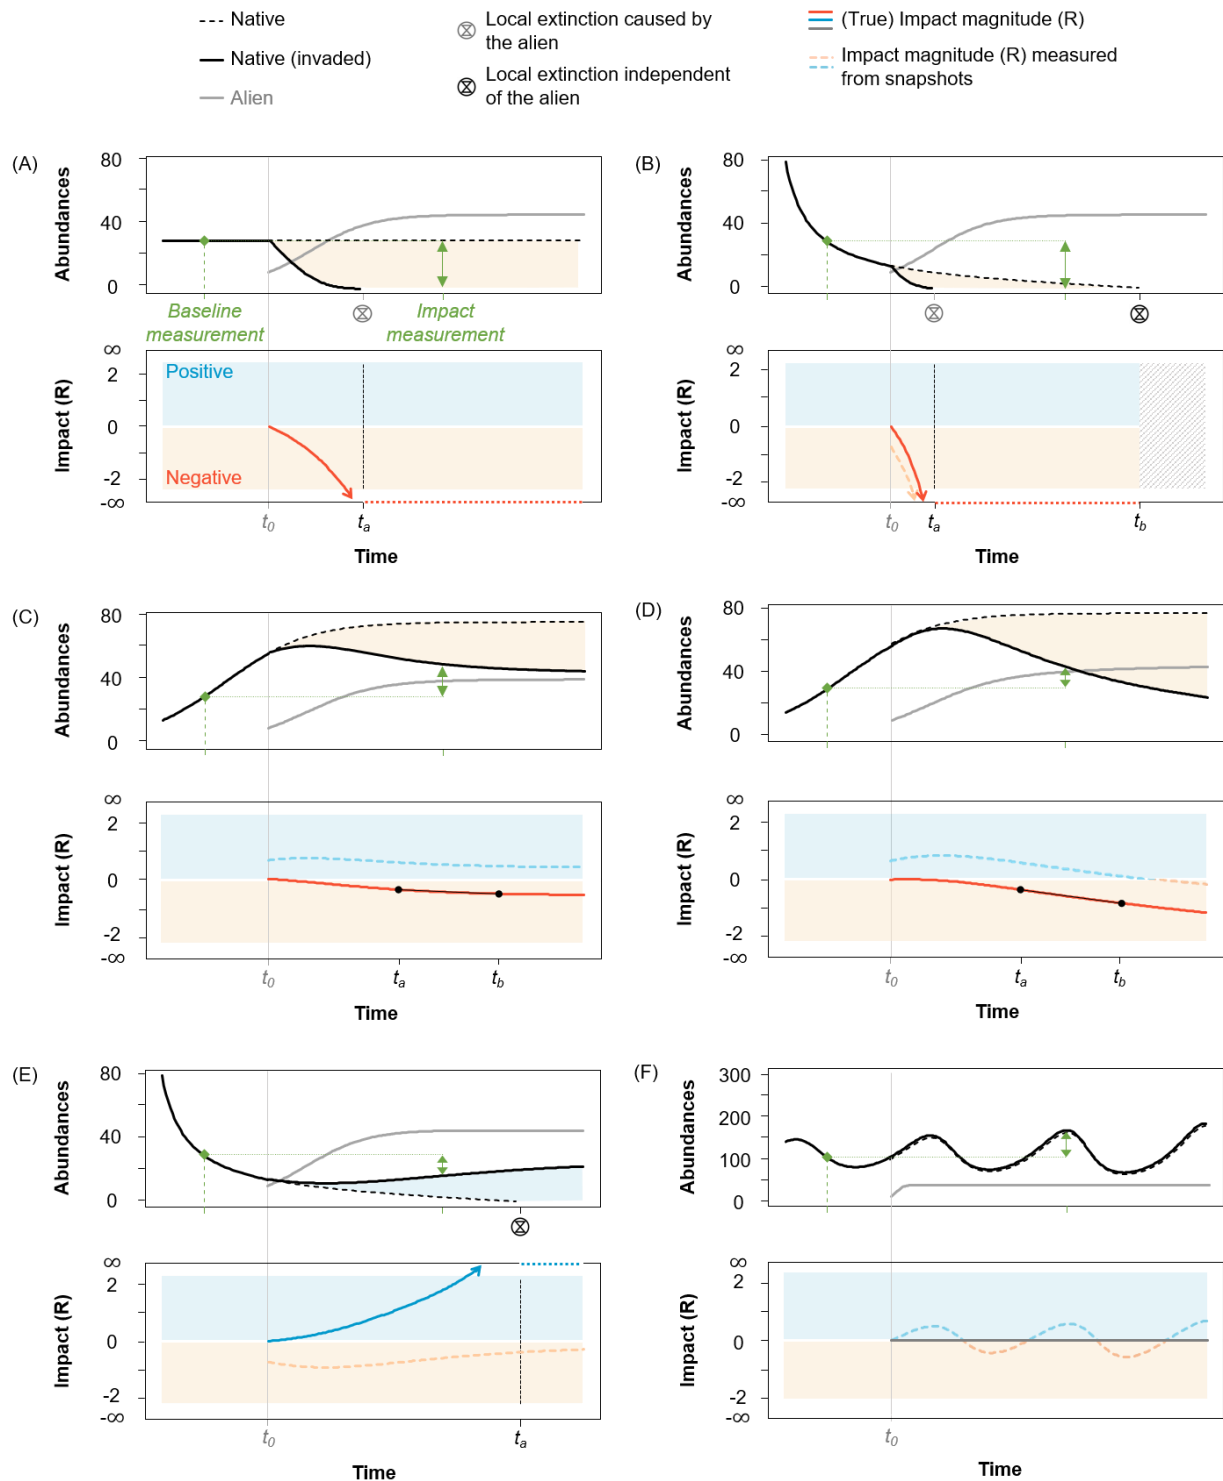 Native
Native (invaded)
Alien
Local extinction caused by
the alien
Local extinction independent
of the alien
(True) Impact magnitude (R)
Impact magnitude (R) measured
from snapshots
(A)
Abundances
80
40
0
Baseline
measurement
Impact
measurement
Impact (R)
∞
2
0
-2
-∞
Positive
Negative
t0
ta
Time
(B)
Abundances
80
40
0
Impact (R)
∞
2
0
-2
-∞
t0
ta
tb
Time
(C)
Abundances
80
40
0
Impact (R)
∞
2
0
-2
-∞
t0
ta
tb
Time
(D)
Abundances
80
40
0
Impact (R)
∞
2
0
-2
-∞
t0
ta
tb
Time
(E)
Abundances
80
40
0
Impact (R)
∞
2
0
-2
-∞
t0
ta
Time
(F)
Abundances
300
200
100
0
Impact (R)
∞
2
0
-2
-∞
t0
Time